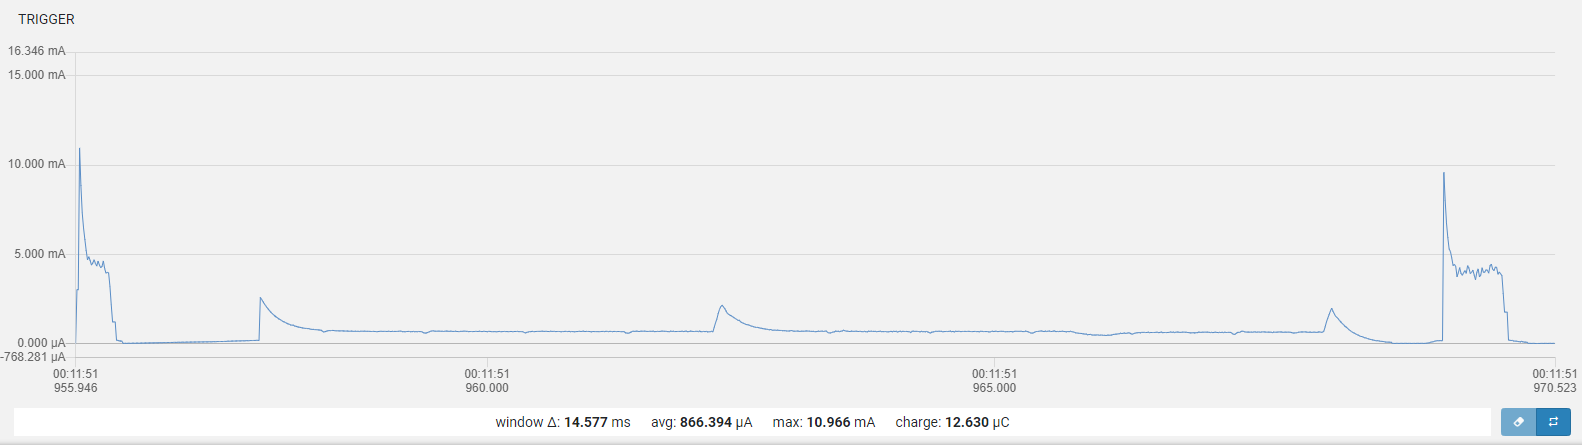 TRIGGER
16.346 mA
15.000 mA
10.000 mA
5.000 mA
0.000 µA
-768.281 µA
00:11:51 00:11:51 00:11:51 00:11:51
955.946 960.000 965.000 970.523
window Δ: 14.577 ms avg: 866.394 µA max: 10.966 mA charge: 12.630 µC